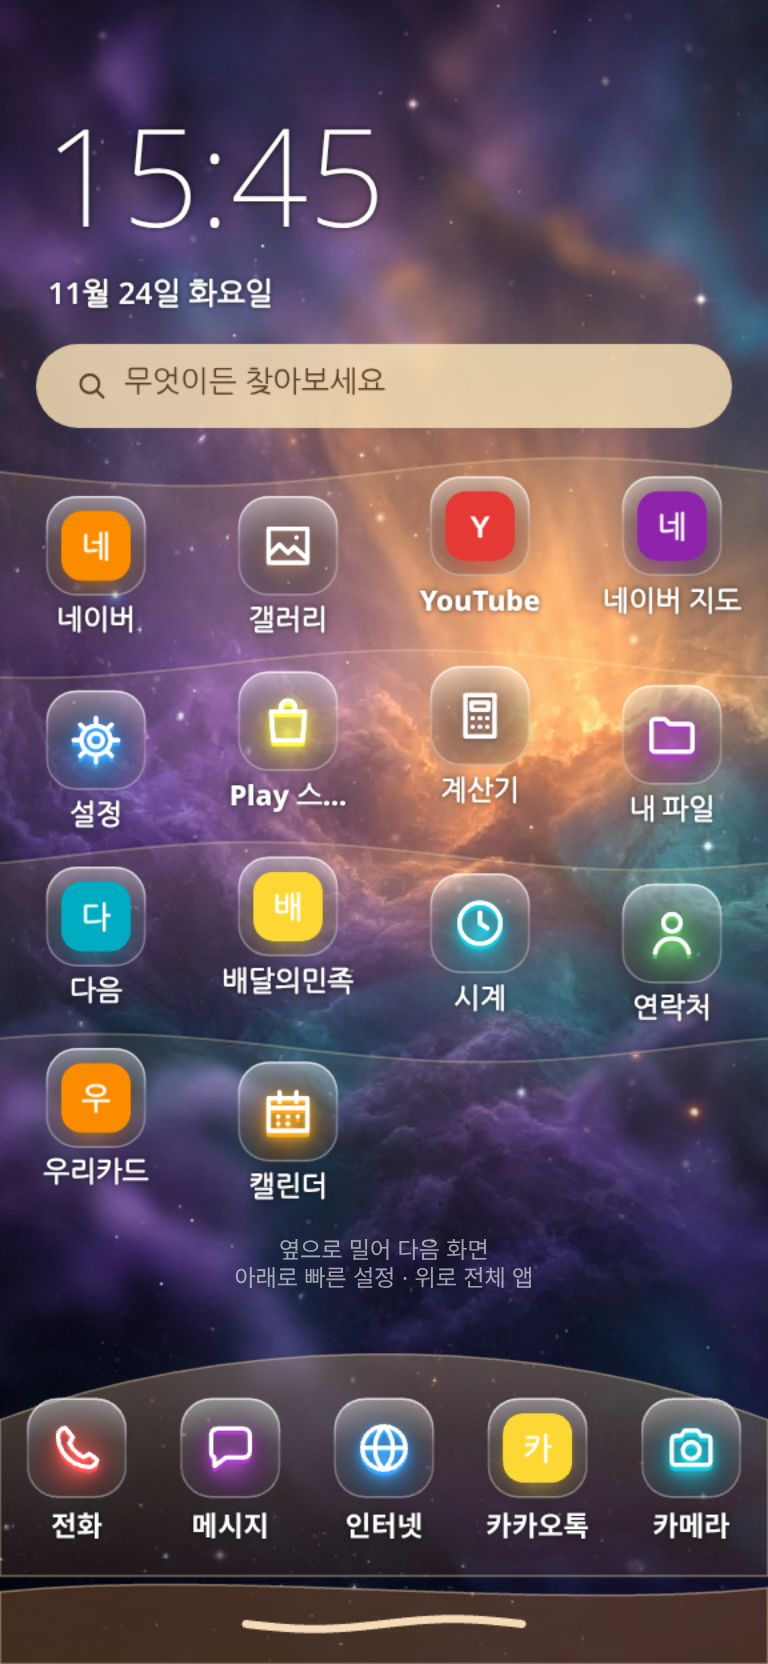 15:45
11월 24일 화요일
무엇이든 찾아보세요
네
Y
네
네이버
갤러리
YouTube
네이버 지도
설정
Play 스...
계산기
내 파일
다
배
다음
배달의민족
시계
연락처
우
우리카드
캘린더
옆으로 밀어 다음 화면
아래로 빠른 설정 · 위로 전체 앱
카
전화
메시지
인터넷
카카오톡
카메라